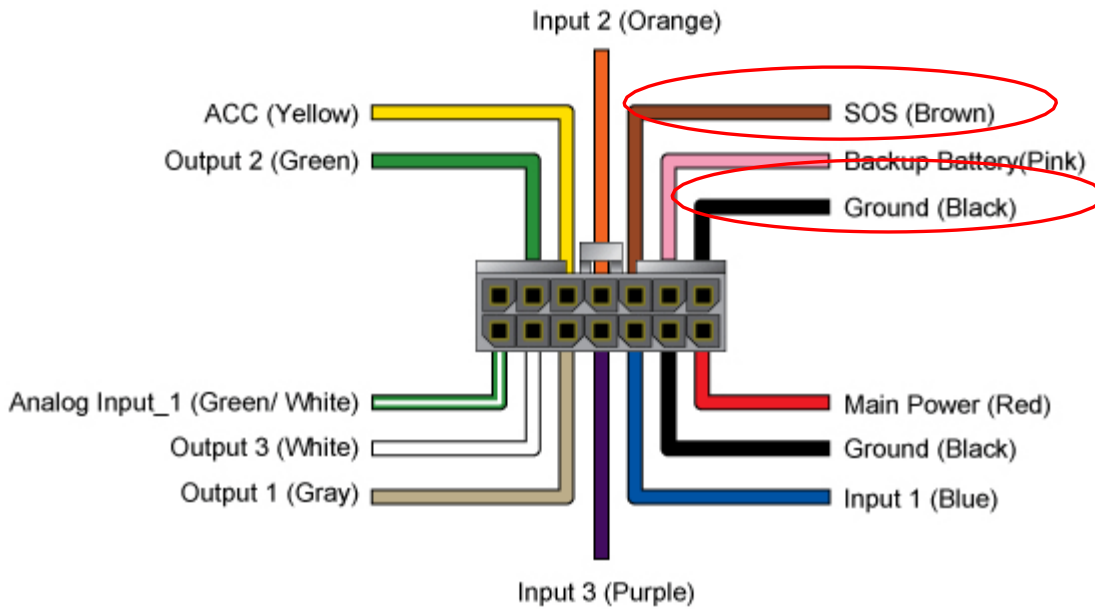 Input 2 (Orange)
ACC (Yellow)
SOS (Brown)
Output 2 (Green)
Backup Battery(Pink)
Ground (Black)
Analog Input_1 (Green/ White)
Main Power (Red)
Output 3 (White)
Ground (Black)
Output 1 (Gray)
Input 1 (Blue)
Input 3 (Purple)